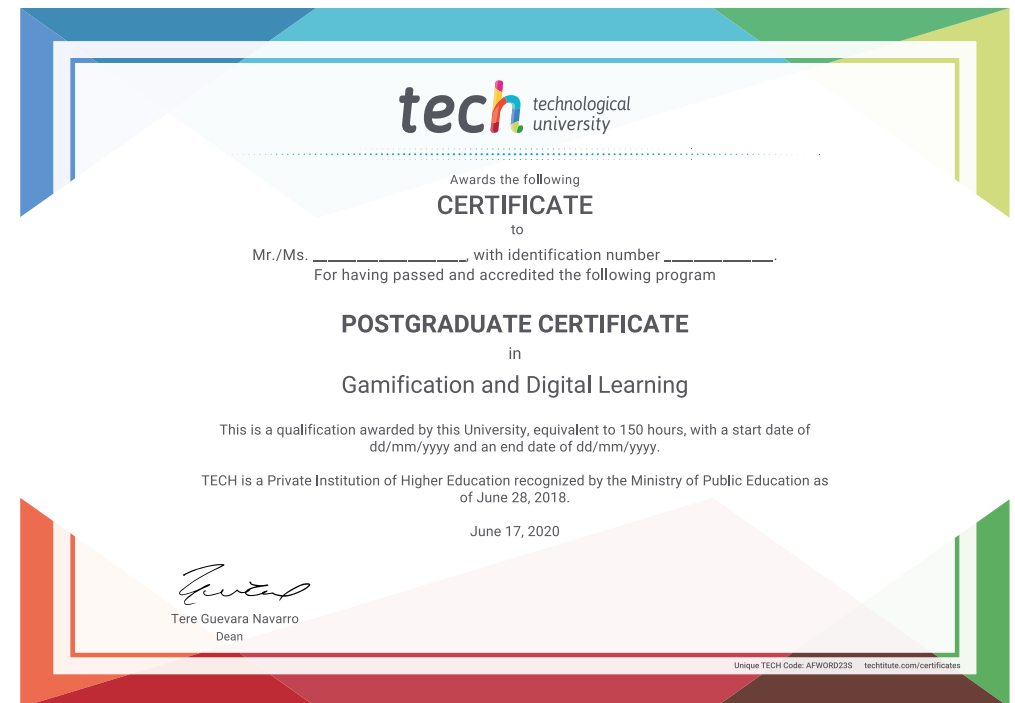 tech technological
university
Awards the following
CERTIFICATE
to
Mr./Ms. ______________, with identification number __________.
For having passed and accredited the following program
POSTGRADUATE CERTIFICATE
in
Gamification and Digital Learning
This is a qualification awarded by this University, equivalent to 150 hours, with a start date of
dd/mm/yyyy and an end date of dd/mm/yyyy.
TECH is a Private Institution of Higher Education recognized by the Ministry of Public Education as
of June 28, 2018.
June 17, 2020
Tere Guevara Navarro
Dean
Unique TECH Code: AFWORD23S techtitute.com/certificates